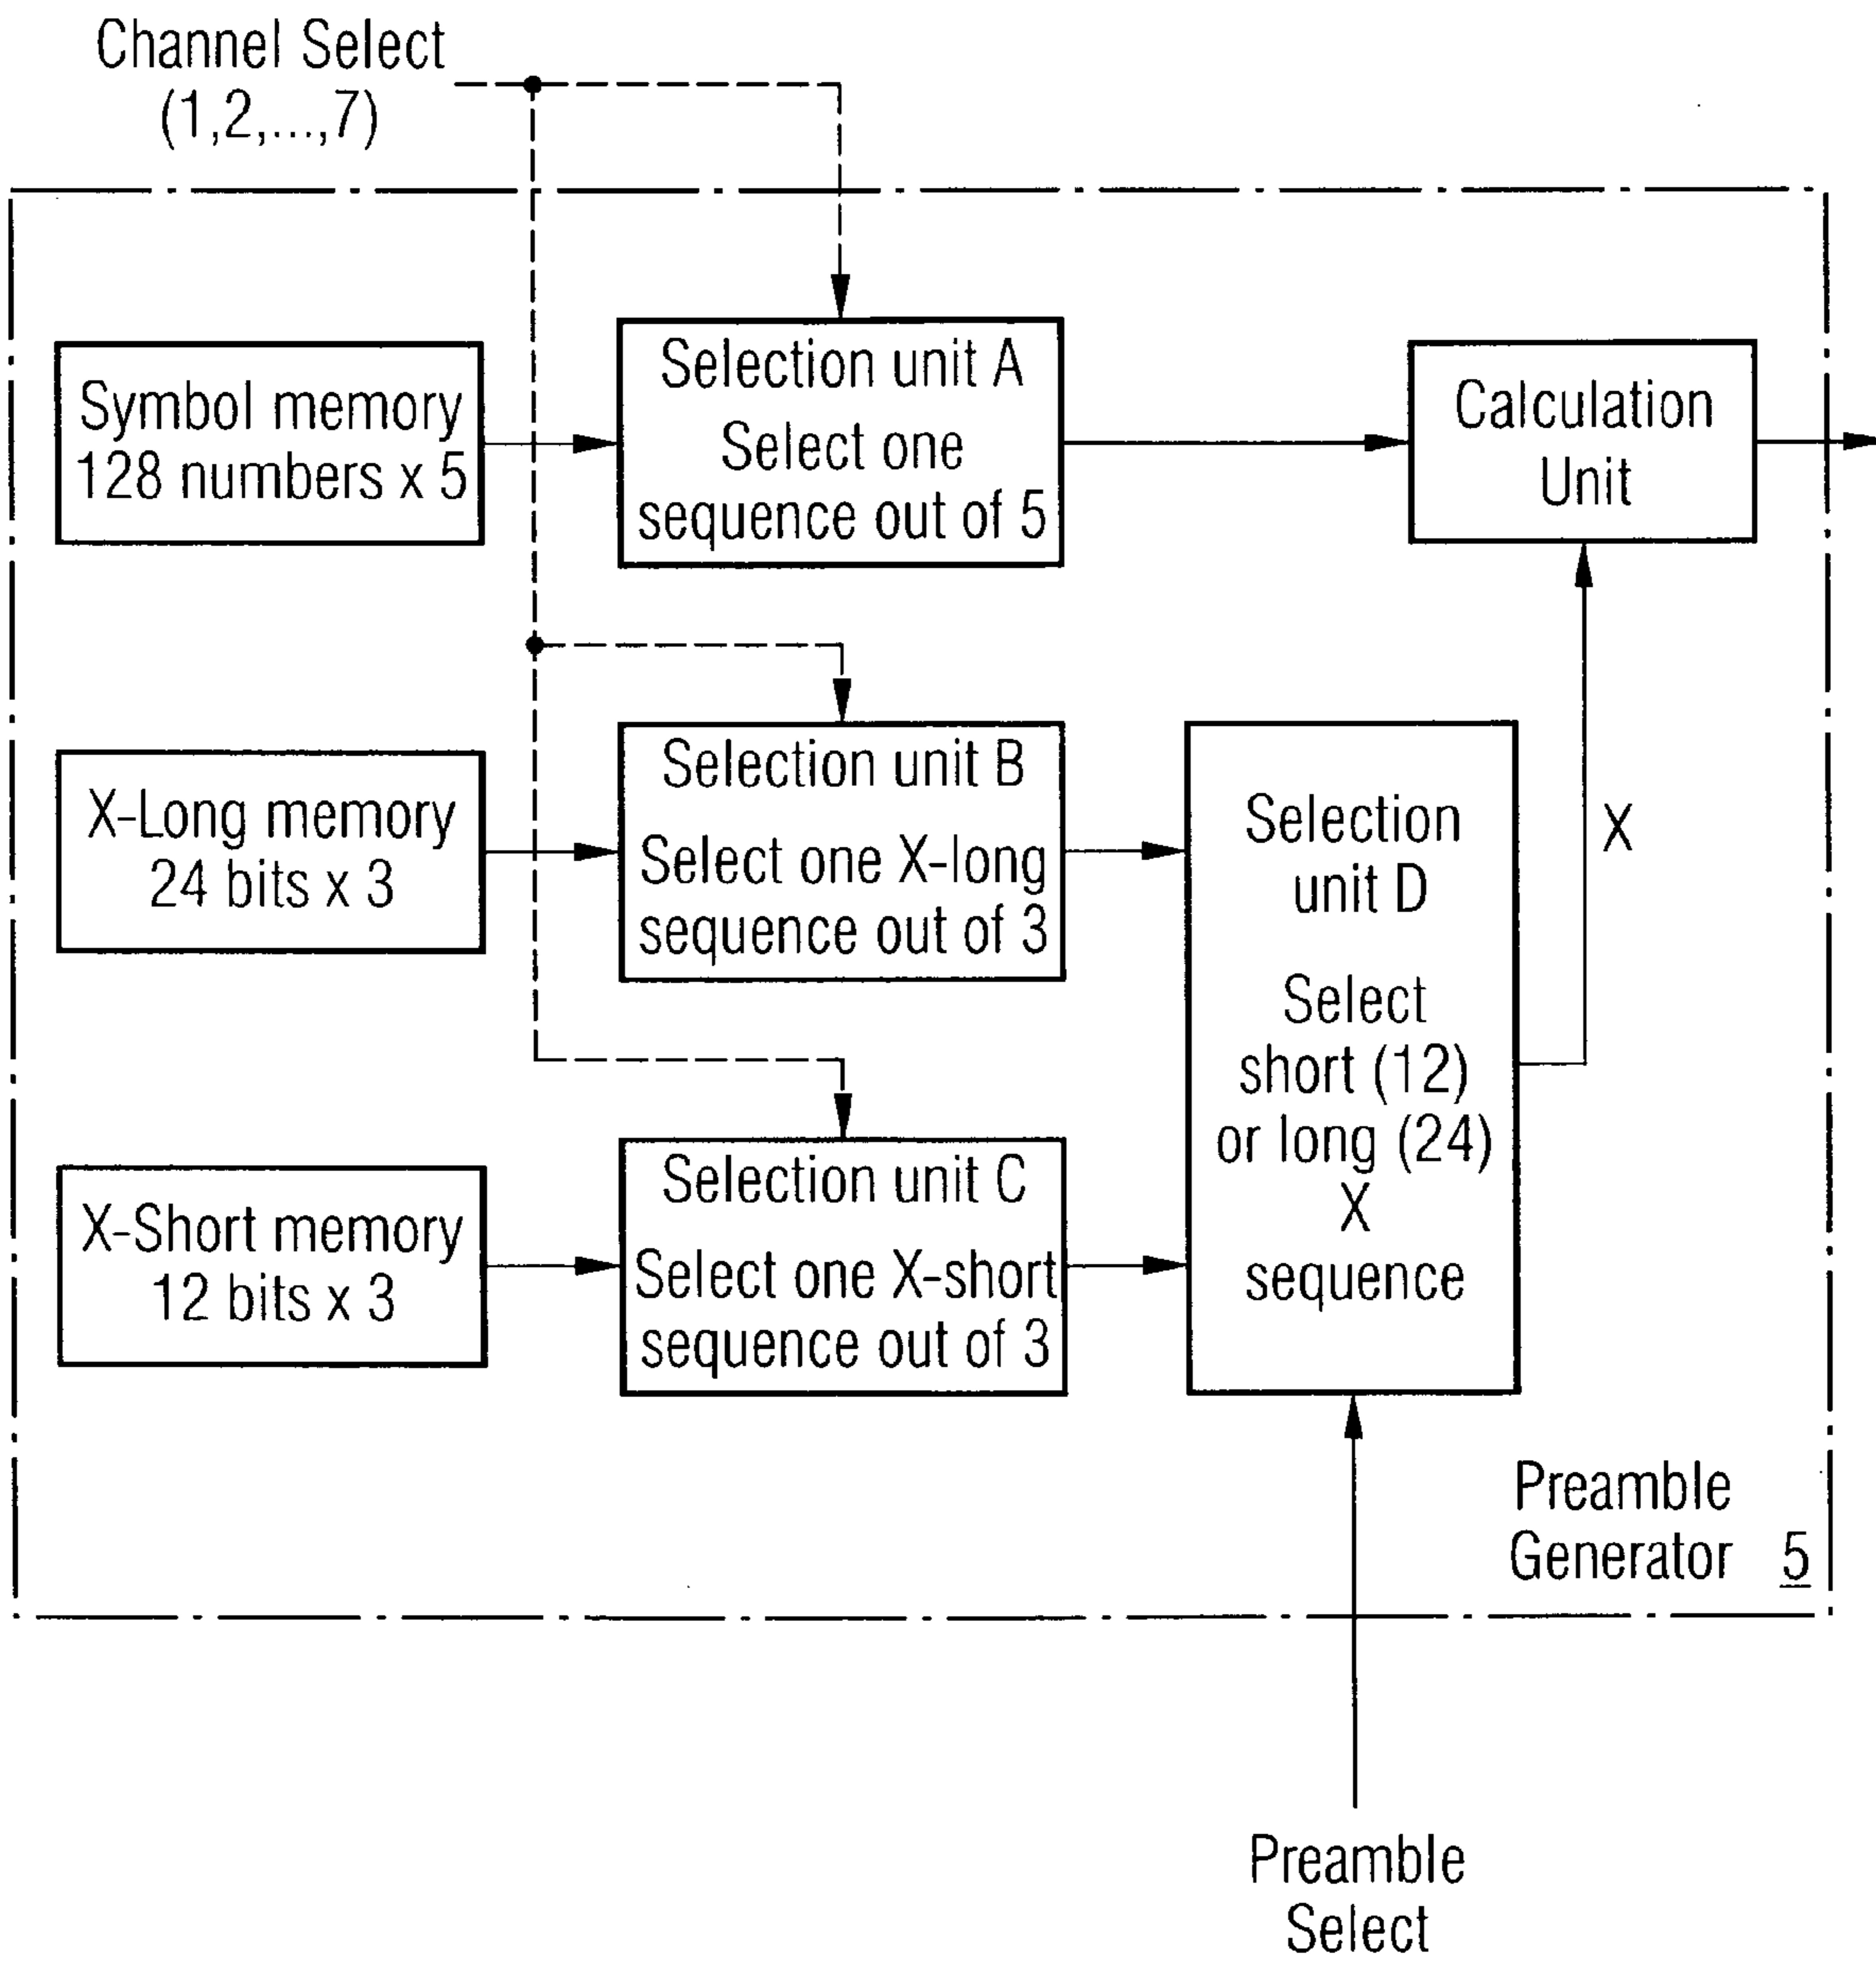 Channel Select
(1,2,...,7)
Symbol memory
128 numbers x 5
Selection unit A
Select one
sequence out of 5
Calculation
Unit
X-Long memory
24 bits x 3
Selection unit B
Select one X-long
sequence out of 3
Selection
unit D
Select
short (12)
or long (24)
X
sequence
X
X-Short memory
12 bits x 3
Selection unit C
Select one X-short
sequence out of 3
Preamble
Generator 5
Preamble
Select